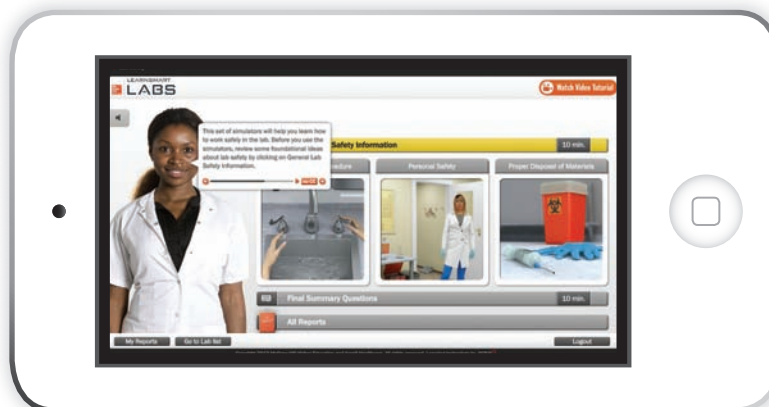 LEARNSMART
LABS
Watch Video Tutorial
This set of simulators will help you learn how
to work safely in the lab. Before you use the
simulators, review some foundational ideas
about lab safety by clicking on General Lab
Safety Information.
Safety Information
10 min.
Personal Safety
Proper Disposal of Materials
Final Summary Questions
10 min.
All Reports
My Reports
Go to Lab list
Logout